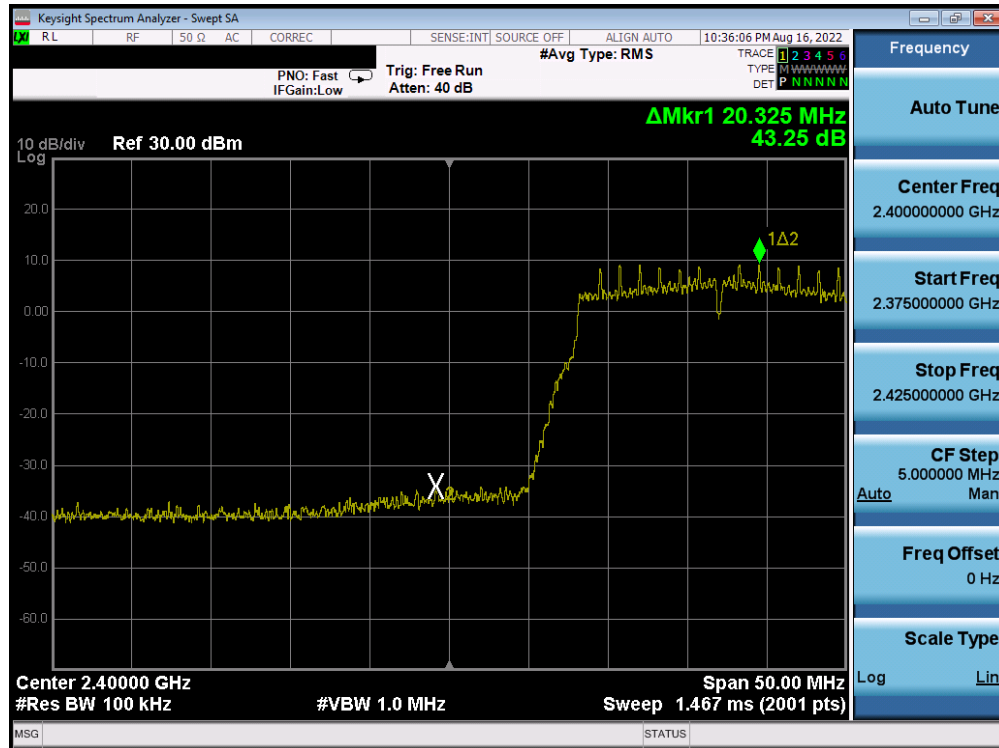 Keysight Spectrum Analyzer - Swept SA
LXI RL RF 50 Ω AC CORREC SENSE:INT SOURCE OFF ALIGN AUTO 10:36:06 PM Aug 16, 2022
#Avg Type: RMS
TRACE 1 2 3 4 5 6
TYPE M WWWWW
DET P N N N N N
PNO: Fast
IFGain:Low
Trig: Free Run
Atten: 40 dB
ΔMkr1 20.325 MHz
43.25 dB
10 dB/div
Log
Ref 30.00 dBm
20.0
10.0
0.00
-10.0
-20.0
-30.0
-40.0
-50.0
-60.0
1Δ2
X2
Center 2.40000 GHz
Span 50.00 MHz
#Res BW 100 kHz
#VBW 1.0 MHz
Sweep 1.467 ms (2001 pts)
MSG
STATUS
Frequency
Auto Tune
Center Freq
2.400000000 GHz
Start Freq
2.375000000 GHz
Stop Freq
2.425000000 GHz
CF Step
5.000000 MHz
Auto Man
Freq Offset
0 Hz
Scale Type
Log Lin